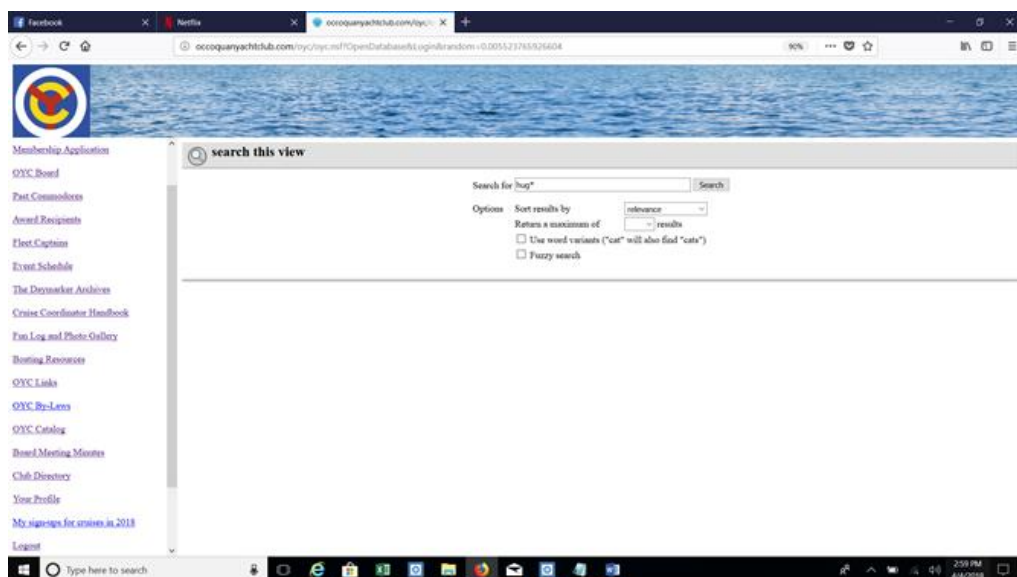 Facebook
Netflix
occoquanyachtclub.com/oyc/o
occoquanyachtclub.com/oyc/oyc.nsf?OpenDatabase&Login&random=0.005523765926604
90%
search this view
Membership Application
OYC Board
Past Commodores
Award Recipients
Fleet Captains
Event Schedule
The Daymarker Archives
Cruise Coordinator Handbook
Fun Log and Photo Gallery
Boating Resources
OYC Links
OYC By-Laws
OYC Catalog
Board Meeting Minutes
Club Directory
Your Profile
My sign-ups for cruises in 2018
Logout
Search for hug* Search
Options Sort results by relevance
Return a maximum of results
Use word variants ("cat" will also find "cats")
Fuzzy search
Type here to search
2:59 PM
4/4/2018